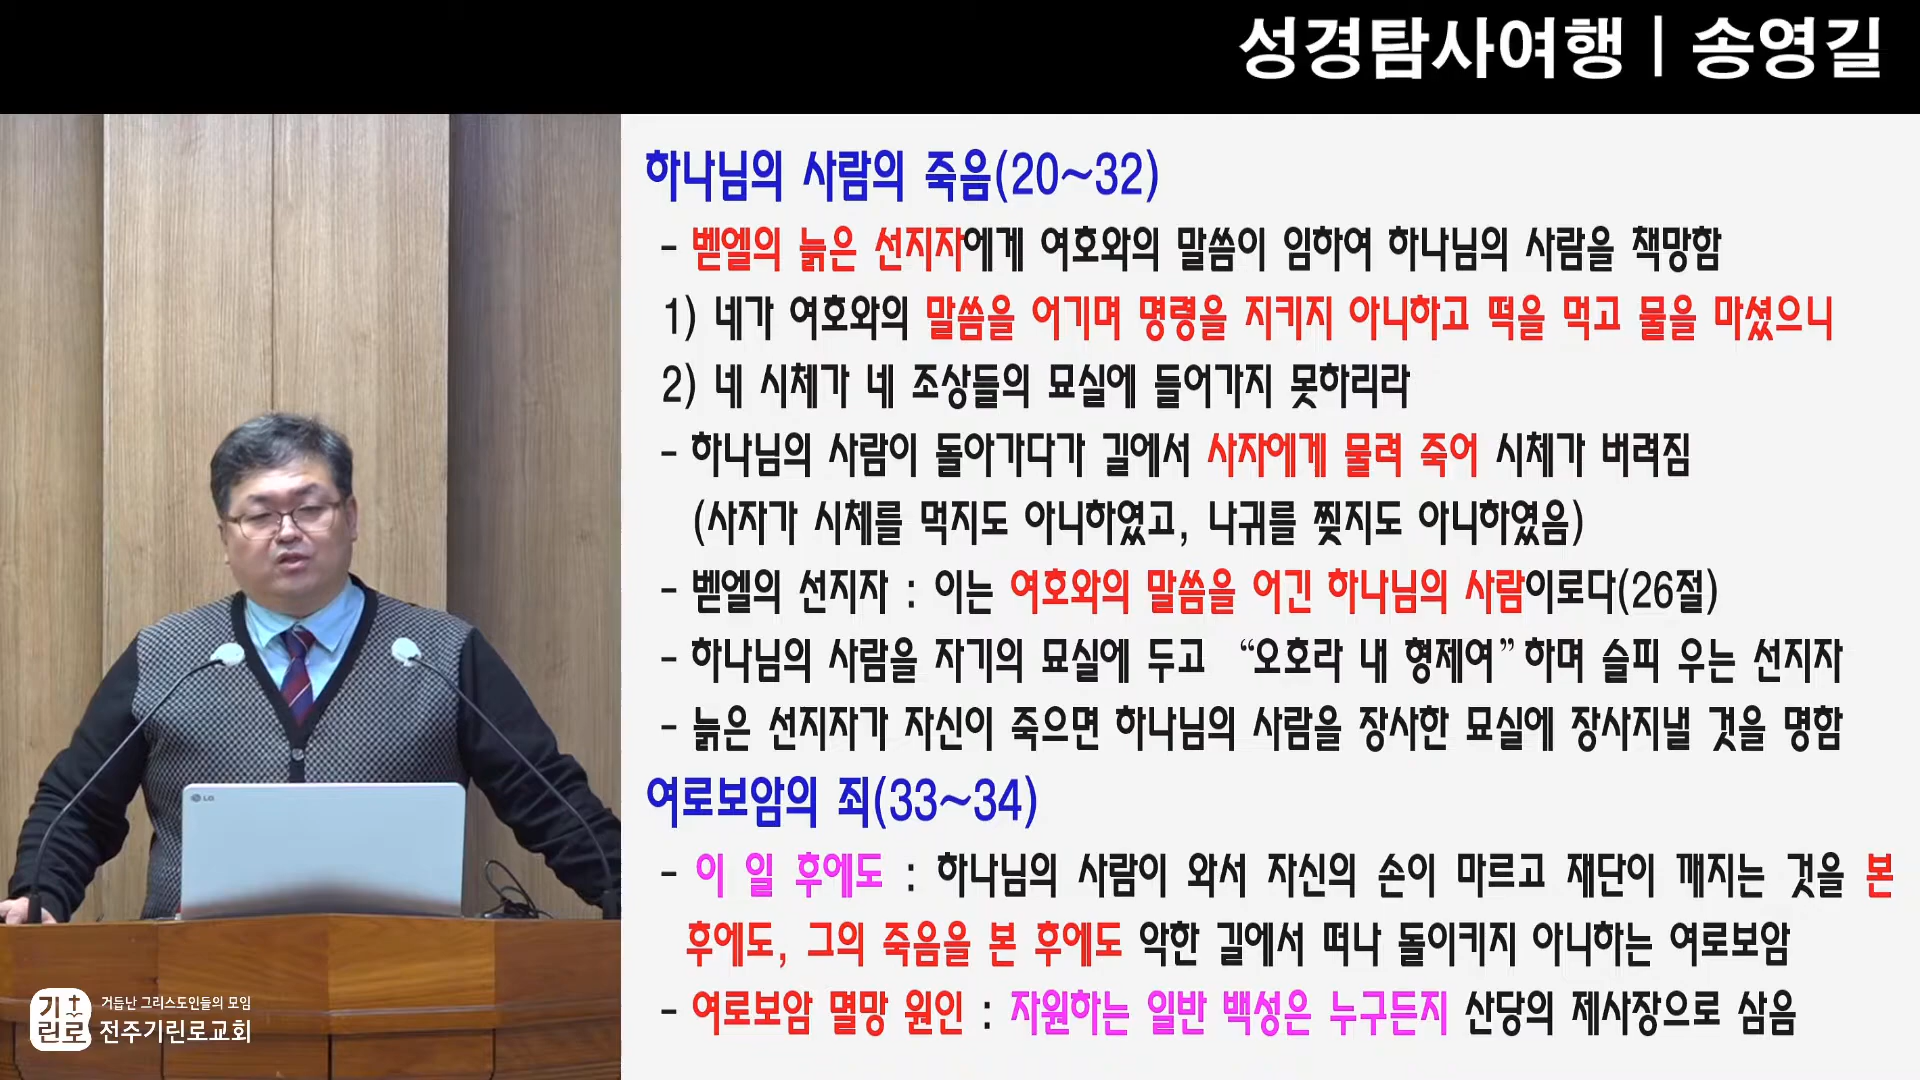 성경탐사여행 | 송영길
하나님의 사람의 죽음(20~32)
- 벧엘의 늙은 선지자에게 여호와의 말씀이 임하여 하나님의 사람을 책망함
1) 네가 여호와의 말씀을 어기며 명령을 지키지 아니하고 떡을 먹고 물을 마셨으니
2) 네 시체가 네 조상들의 묘실에 들어가지 못하리라
- 하나님의 사람이 돌아가다가 길에서 사자에게 물려 죽어 시체가 버려짐
(사자가 시체를 먹지도 아니하였고, 나귀를 찢지도 아니하였음)
- 벧엘의 선지자 : 이는 여호와의 말씀을 어긴 하나님의 사람이로다(26절)
- 하나님의 사람을 자기의 묘실에 두고 “오호라 내 형제여”하며 슬피 우는 선지자
- 늙은 선지자가 자신이 죽으면 하나님의 사람을 장사한 묘실에 장사지낼 것을 명함
여로보암의 죄(33~34)
- 이 일 후에도 : 하나님의 사람이 와서 자신의 손이 마르고 재단이 깨지는 것을 본
후에도, 그의 죽음을 본 후에도 악한 길에서 떠나 돌이키지 아니하는 여로보암
- 여로보암 멸망 원인 : 자원하는 일반 백성은 누구든지 산당의 제사장으로 삼음
LG
기린로
거듭난 그리스도인들의 모임
전주기린로교회